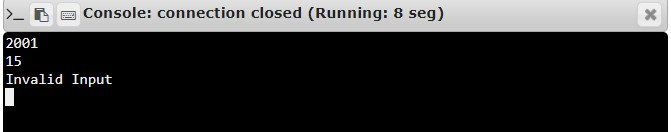 Console: connection closed (Running: 8 seg)
2001
15
Invalid Input